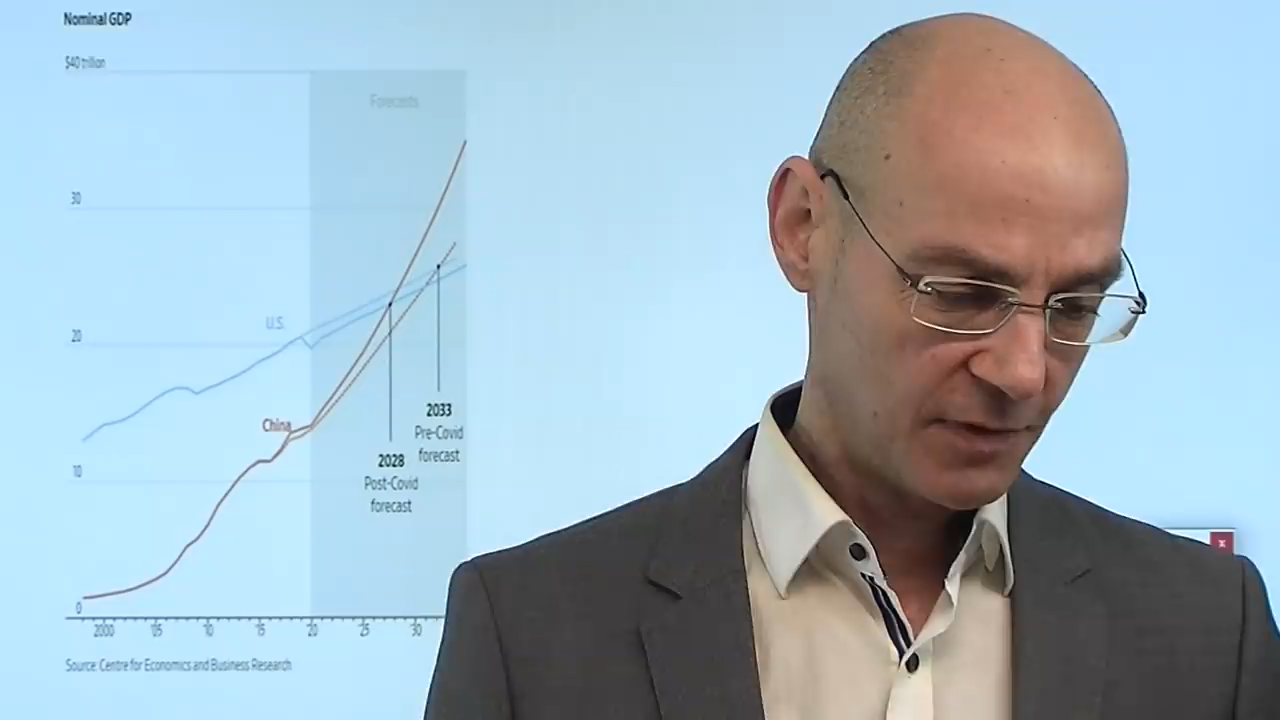 Nominal GDP
$40 trillion
Forecasts
30
U.S.
20
China
2033
Pre-Covid
forecast
2028
Post-Covid
forecast
10
0
2000 '05 '10 '15 '20 '25 '30
Source: Centre for Economics and Business Research
x